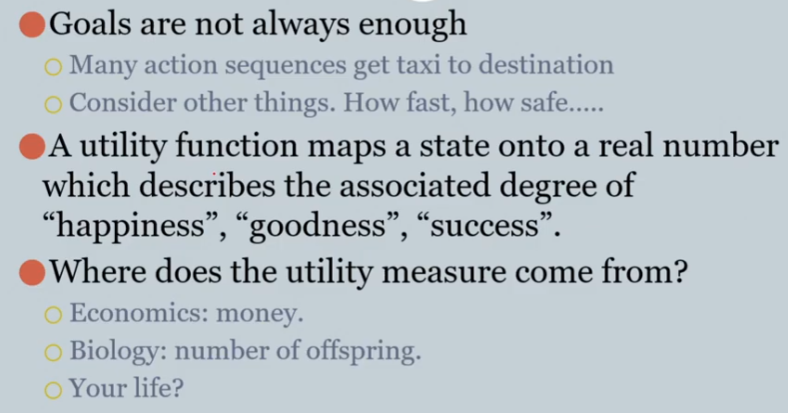 Goals are not always enough
Many action sequences get taxi to destination
Consider other things. How fast, how safe.....
A utility function maps a state onto a real number
which describes the associated degree of
“happiness”, “goodness”, “success”.
Where does the utility measure come from?
Economics: money.
Biology: number of offspring.
Your life?